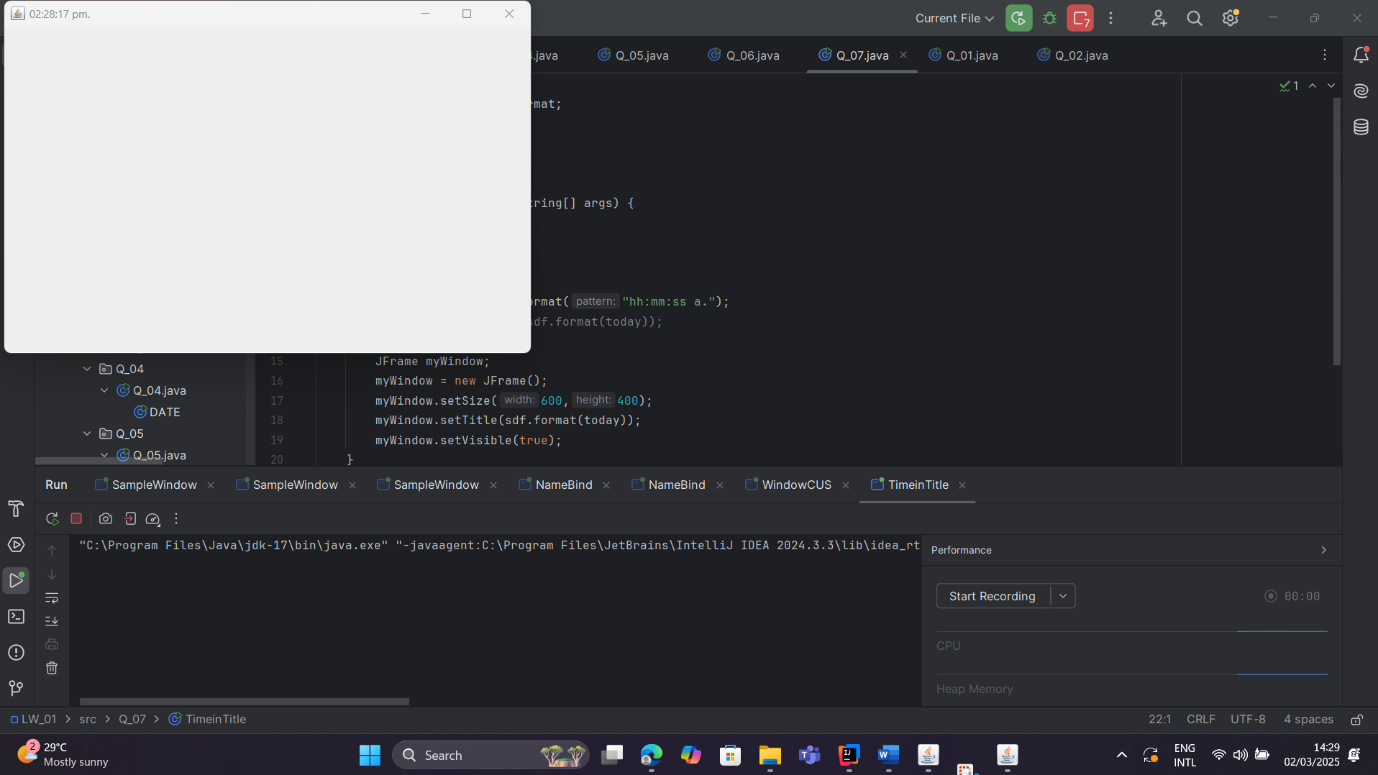 02:28:17 pm.
Current File
7
.java
Q_05.java
Q_06.java
Q_07.java
Q_01.java
Q_02.java
1
mat;
tring[] args) {
ormat( pattern: "hh:mm:ss a.");
sdf.format(today));
Q_04
Q_04.java
DATE
Q_05
Q_05.java
15 JFrame myWindow;
16 myWindow = new JFrame();
17 myWindow.setSize( width: 600, height: 400);
18 myWindow.setTitle(sdf.format(today));
19 myWindow.setVisible(true);
20 }
Run SampleWindow SampleWindow SampleWindow NameBind NameBind WindowCUS TimeinTitle
"C:\Program Files\Java\jdk-17\bin\java.exe" "-javaagent:C:\Program Files\JetBrains\IntelliJ IDEA 2024.3.3\lib\idea_rt
Performance
Start Recording
00:00
CPU
Heap Memory
LW_01 > src > Q_07 > TimeinTitle
22:1 CRLF UTF-8 4 spaces
2
29°C
Mostly sunny
Search
ENG
INTL
14:29
02/03/2025